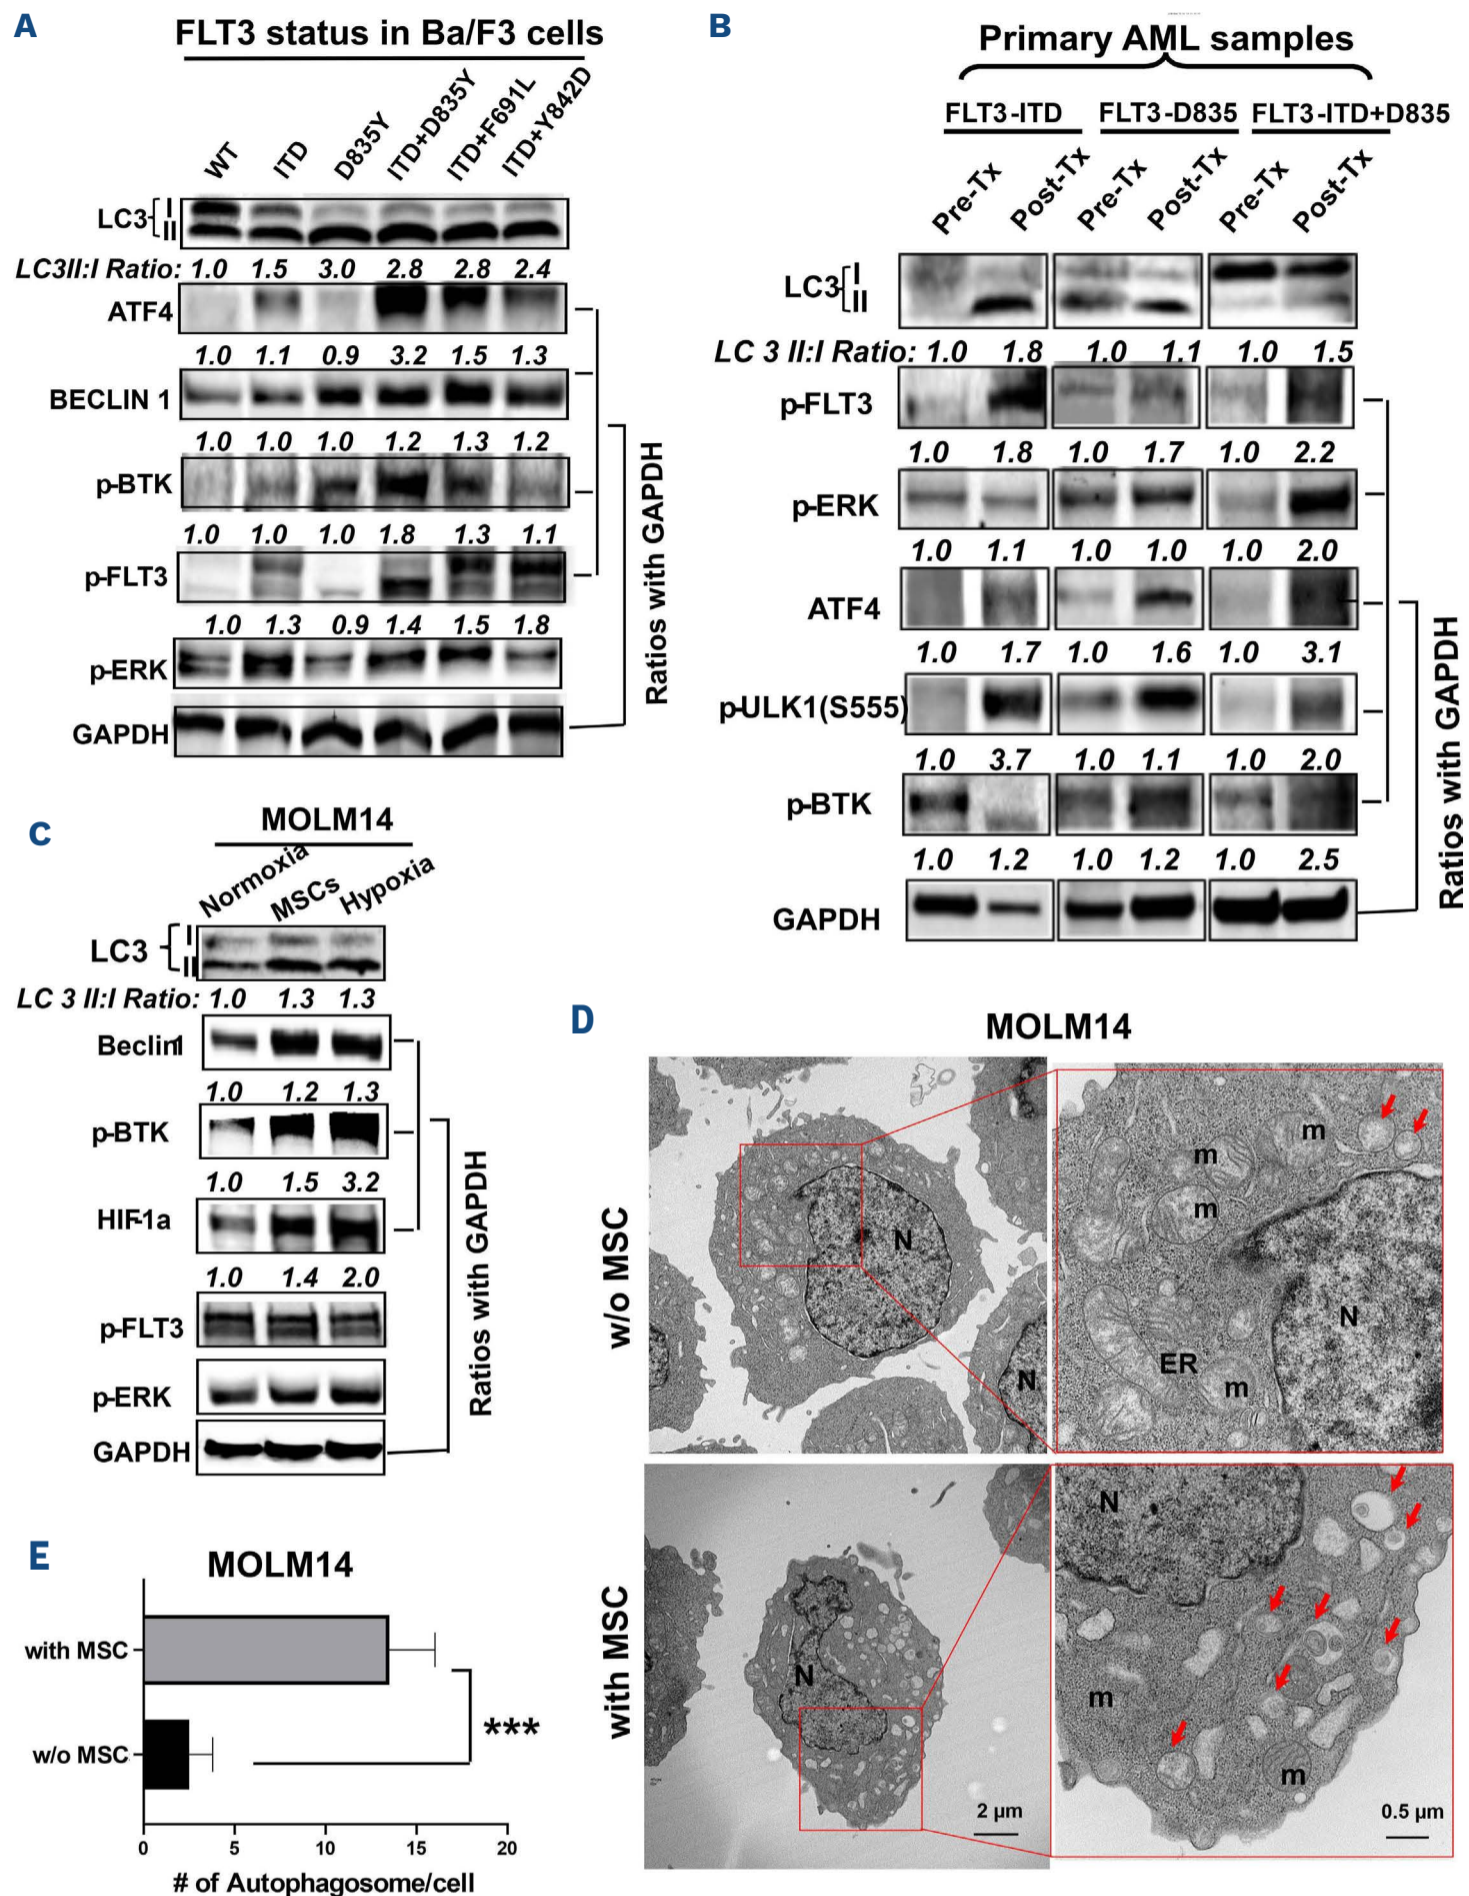 A
FLT3 status in Ba/F3 cells
WT
ITD
D835Y
ITD+D835Y
ITD+F691L
ITD+Y842D
LC3 I
II
LC3II:I Ratio: 1.0 1.5 3.0 2.8 2.8 2.4
ATF4
1.0 1.1 0.9 3.2 1.5 1.3
BECLIN 1
1.0 1.0 1.0 1.2 1.3 1.2
p-BTK
1.0 1.0 1.0 1.8 1.3 1.1
p-FLT3
1.0 1.3 0.9 1.4 1.5 1.8
p-ERK
GAPDH
Ratios with GAPDH
B
Primary AML samples
FLT3-ITD FLT3-D835 FLT3-ITD+D835
Pre-Tx Post-Tx Pre-Tx Post-Tx Pre-Tx Post-Tx
LC3 I
II
LC 3 II:I Ratio: 1.0 1.8 1.0 1.1 1.0 1.5
p-FLT3
1.0 1.8 1.0 1.7 1.0 2.2
p-ERK
1.0 1.1 1.0 1.0 1.0 2.0
ATF4
1.0 1.7 1.0 1.6 1.0 3.1
p-ULK1(S555)
1.0 3.7 1.0 1.1 1.0 2.0
p-BTK
1.0 1.2 1.0 1.2 1.0 2.5
GAPDH
Ratios with GAPDH
C
MOLM14
Normoxia
MSCs
Hypoxia
LC3 I
II
LC 3 II:I Ratio: 1.0 1.3 1.3
Beclin1
1.0 1.2 1.3
p-BTK
1.0 1.5 3.2
HIF-1a
1.0 1.4 2.0
p-FLT3
p-ERK
GAPDH
Ratios with GAPDH
D
MOLM14
w/o MSC
N
N
m
m
m
N
ER
m
with MSC
N
2 µm
N
m
m
0.5 µm
E
MOLM14
with MSC
w/o MSC
***
0 5 10 15 20
# of Autophagosome/cell